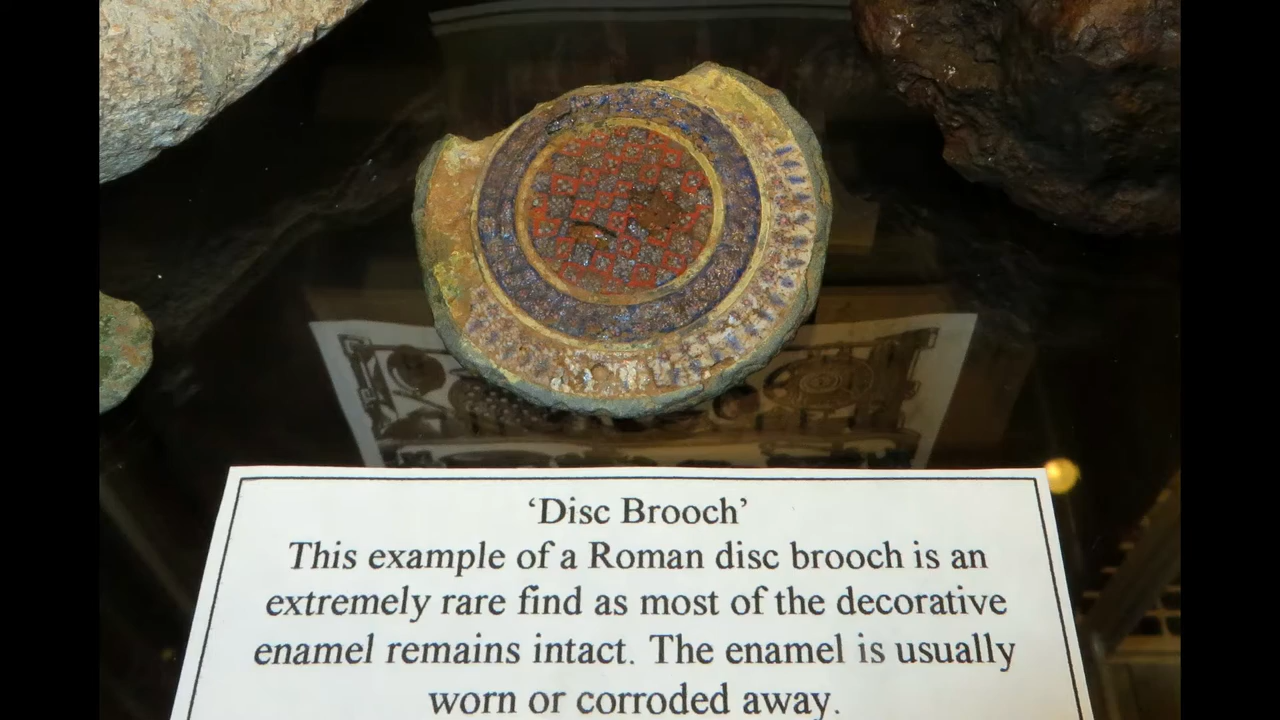 ‘Disc Brooch’
This example of a Roman disc brooch is an
extremely rare find as most of the decorative
enamel remains intact. The enamel is usually
worn or corroded away.